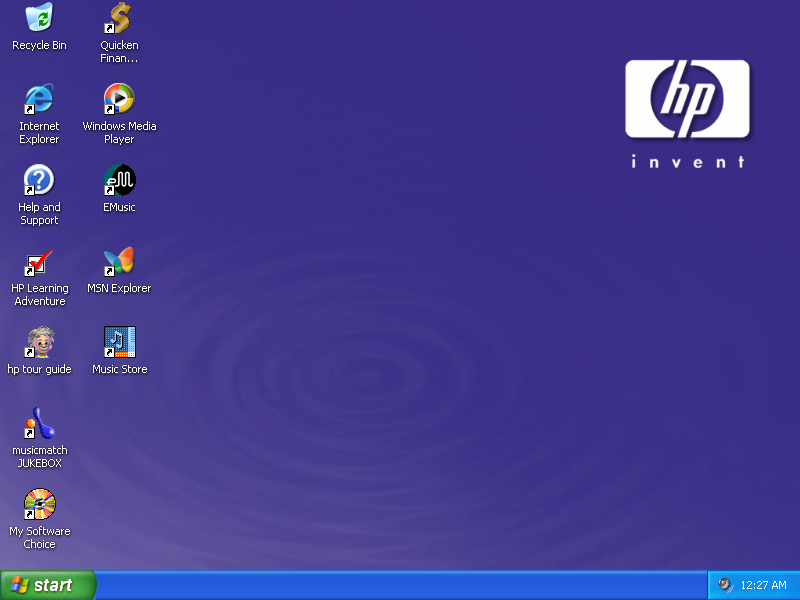 Recycle Bin
Quicken
Finan...
Internet
Explorer
Windows Media
Player
Help and
Support
eM
EMusic
HP Learning
Adventure
MSN Explorer
hp tour guide
Music Store
musicmatch
JUKEBOX
My Software
Choice
hp
invent
start
12:27 AM